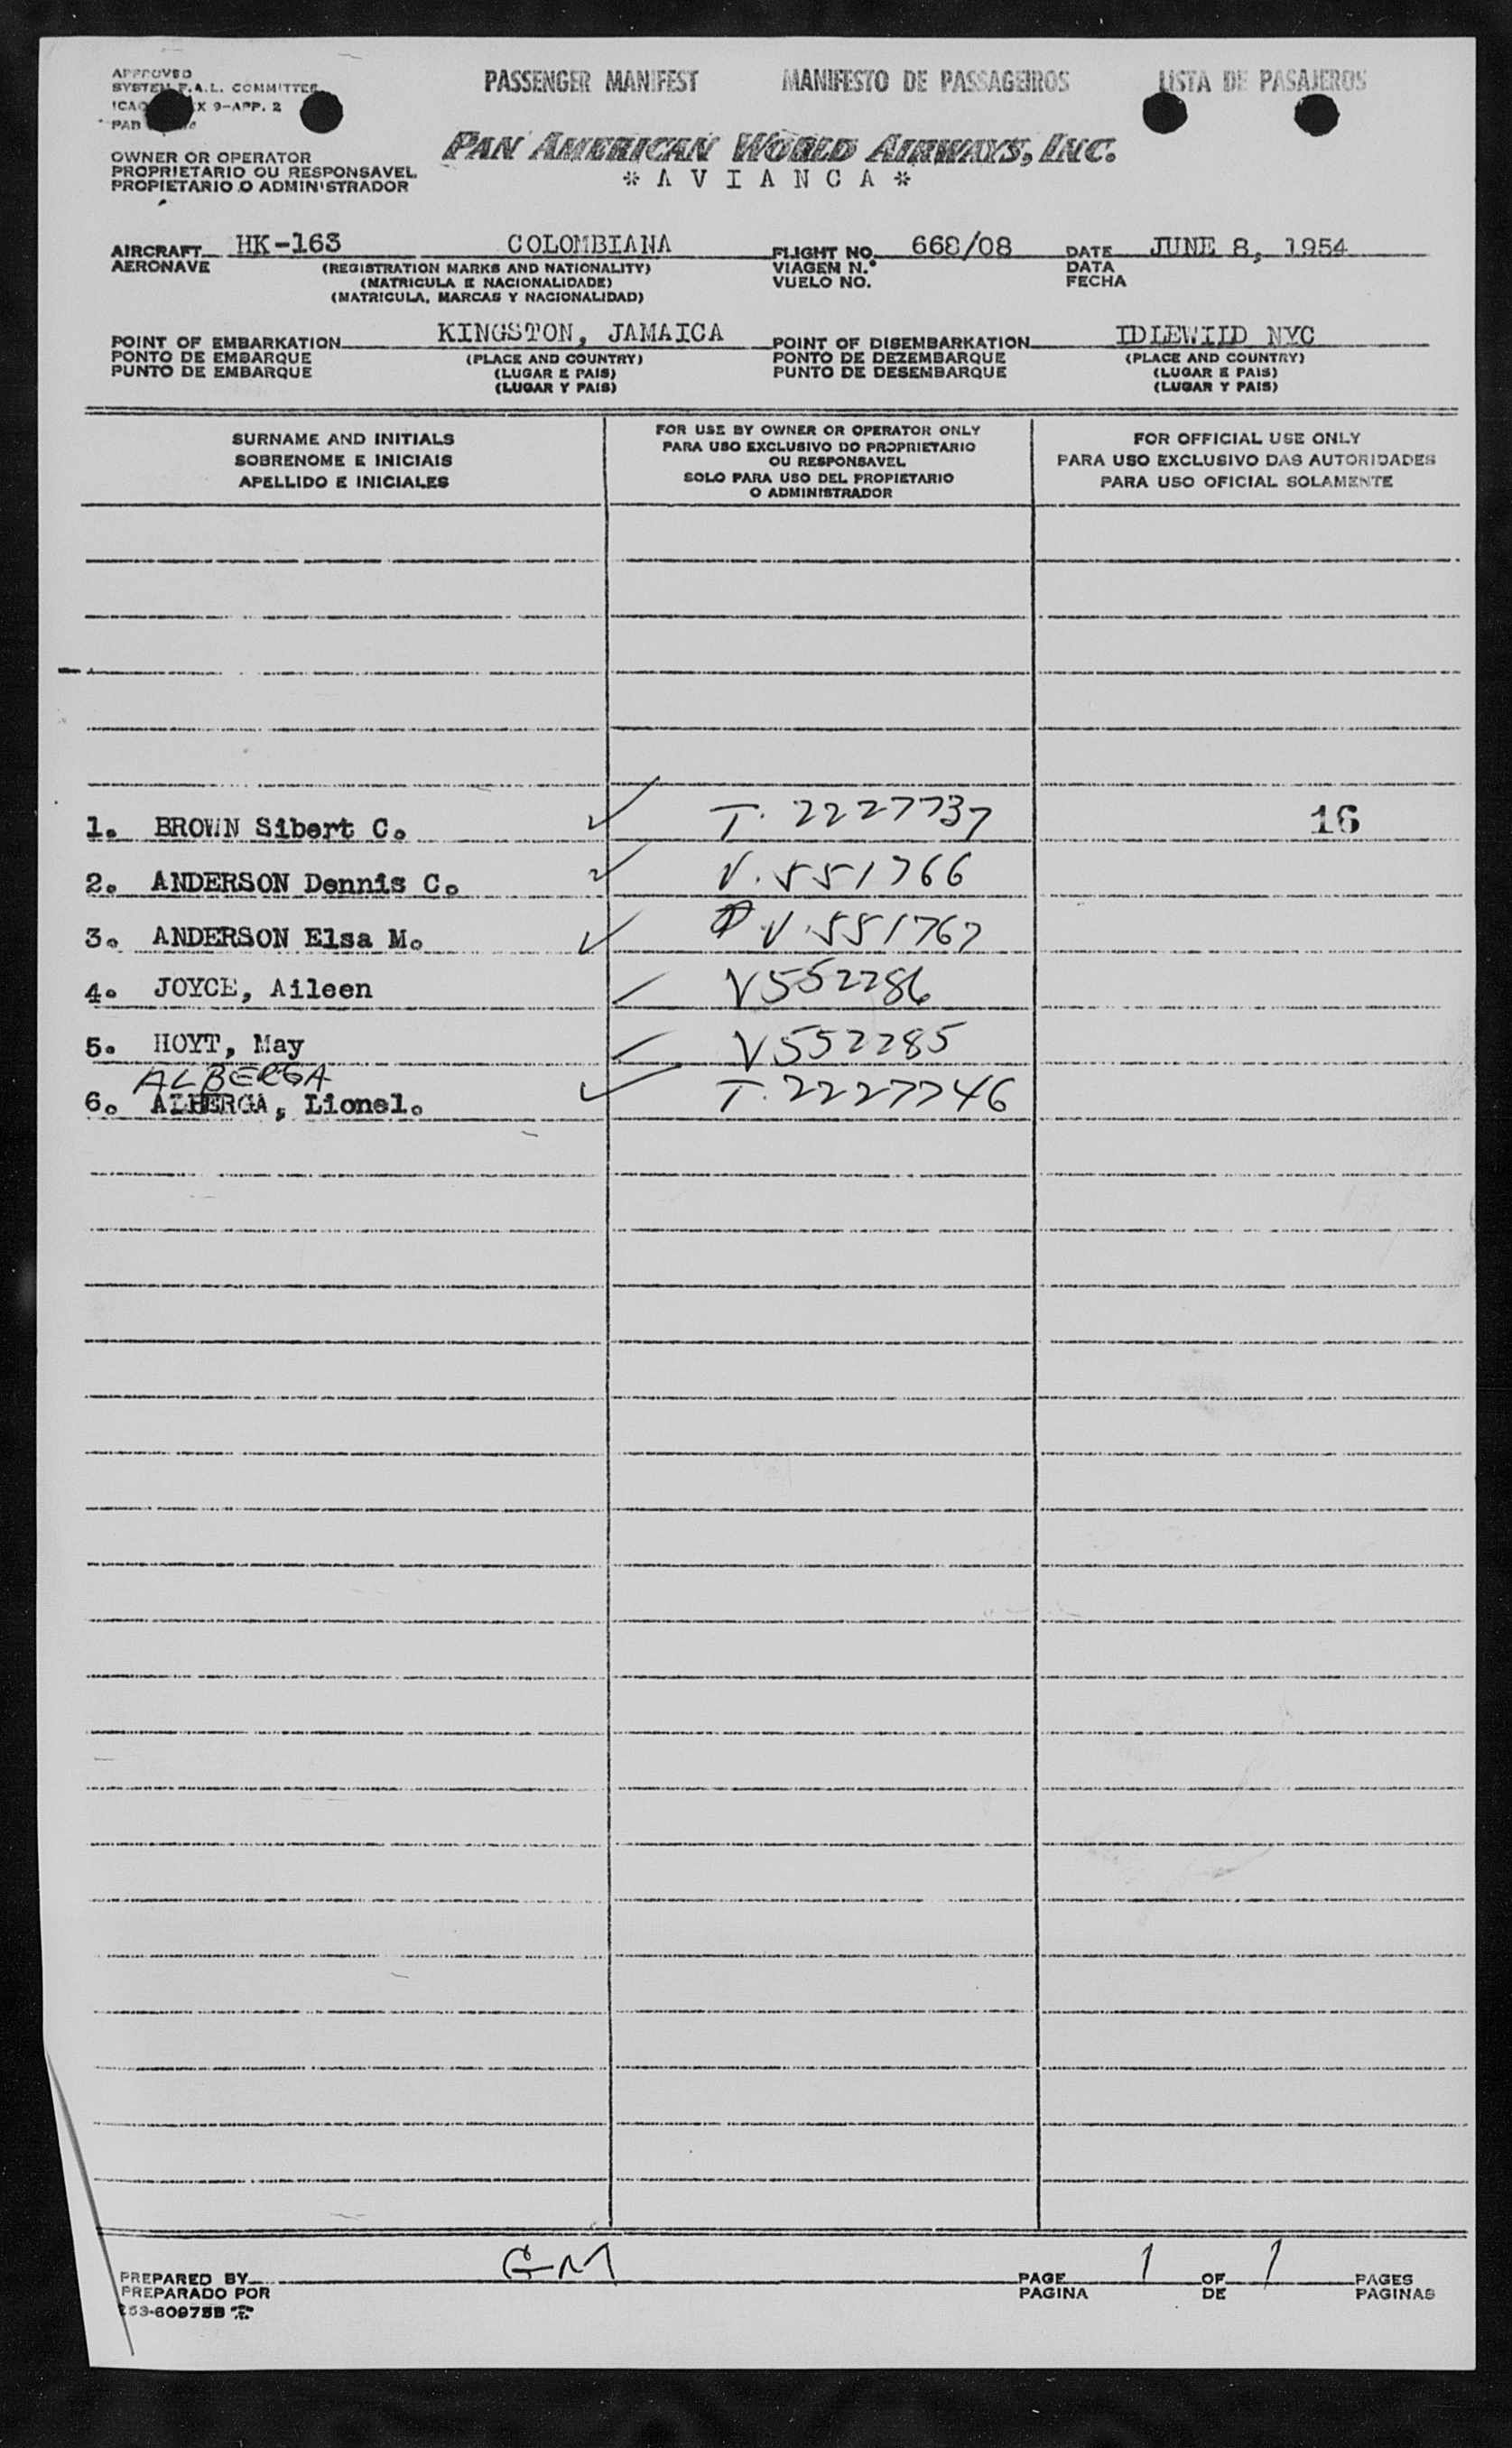 APPROVED
SYSTEM F.A.L. COMMITTEE
ICAO X 9-APP. 2
PAD
PASSENGER MANIFEST MANIFESTO DE PASSAGEIROS LISTA DE PASAJEROS
PAN AMERICAN WORLD AIRWAYS, INC.
* A V I A N C A *
OWNER OR OPERATOR
PROPRIETARIO OU RESPONSAVEL
PROPIETARIO O ADMINISTRADOR
AIRCRAFT HK-163 COLOMBIANA FLIGHT NO. 668/08 DATE JUNE 8, 1954
AERONAVE (REGISTRATION MARKS AND NATIONALITY) VIAGEM N.° DATA
(MATRICULA E NACIONALIDADE) VUELO NO. FECHA
(MATRICULA, MARCAS Y NACIONALIDAD)
POINT OF EMBARKATION KINGSTON, JAMAICA POINT OF DISEMBARKATION IDLEWILD NYC
PONTO DE EMBARQUE (PLACE AND COUNTRY) PONTO DE DEZEMBARQUE (PLACE AND COUNTRY)
PUNTO DE EMBARQUE (LUGAR E PAIS) PUNTO DE DESEMBARQUE (LUGAR E PAIS)
(LUGAR Y PAIS) (LUGAR Y PAIS)
SURNAME AND INITIALS
SOBRENOME E INICIAIS
APELLIDO E INICIALES
FOR USE BY OWNER OR OPERATOR ONLY
PARA USO EXCLUSIVO DO PROPRIETARIO
OU RESPONSAVEL
SOLO PARA USO DEL PROPIETARIO
O ADMINISTRADOR
FOR OFFICIAL USE ONLY
PARA USO EXCLUSIVO DAS AUTORIDADES
PARA USO OFICIAL SOLAMENTE
1. BROWN Sibert C. ✓ T. 2227737 16
2. ANDERSON Dennis C. ✓ V. 551766
3. ANDERSON Elsa M. ✓ V. 551767
4. JOYCE, Aileen ✓ V552286
5. HOYT, May ✓ V552285
ALBERGA
6. ALBERGA, Lionel. ✓ T. 2227746
PREPARED BY GM PAGE 1 OF 1 PAGES
PREPARADO POR PAGINA DE PAGINAS